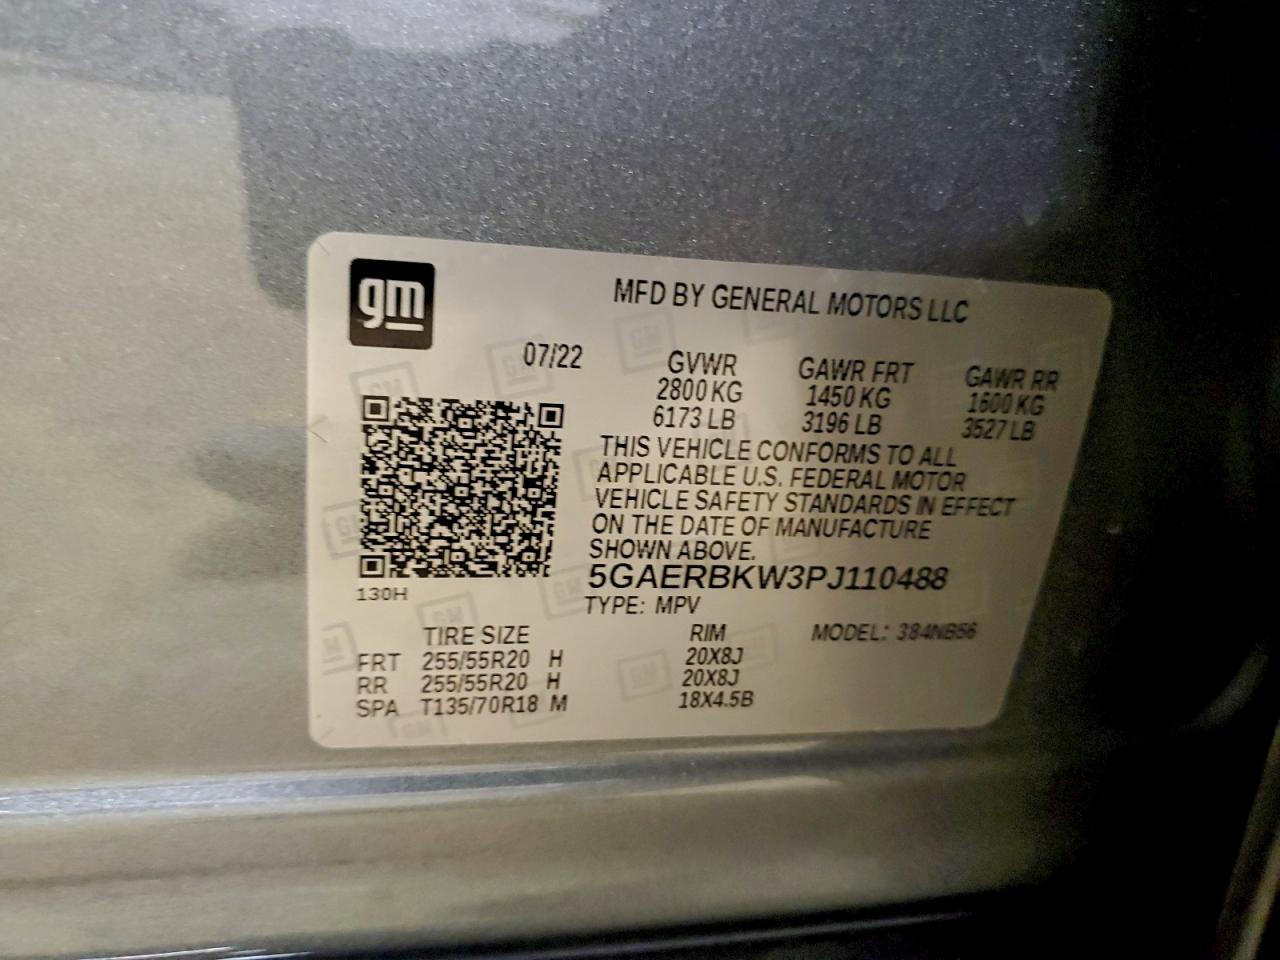 gm
MFD BY GENERAL MOTORS LLC
07/22 GVWR GAWR FRT GAWR RR
2800 KG 1450 KG 1600 KG
6173 LB 3196 LB 3527 LB
THIS VEHICLE CONFORMS TO ALL
APPLICABLE U.S. FEDERAL MOTOR
VEHICLE SAFETY STANDARDS IN EFFECT
ON THE DATE OF MANUFACTURE
SHOWN ABOVE.
5GAERBKW3PJ110488
130H
TYPE: MPV
TIRE SIZE RIM MODEL: 384NB56
FRT 255/55R20 H 20X8J
RR 255/55R20 H 20X8J
SPA T135/70R18 M 18X4.5B